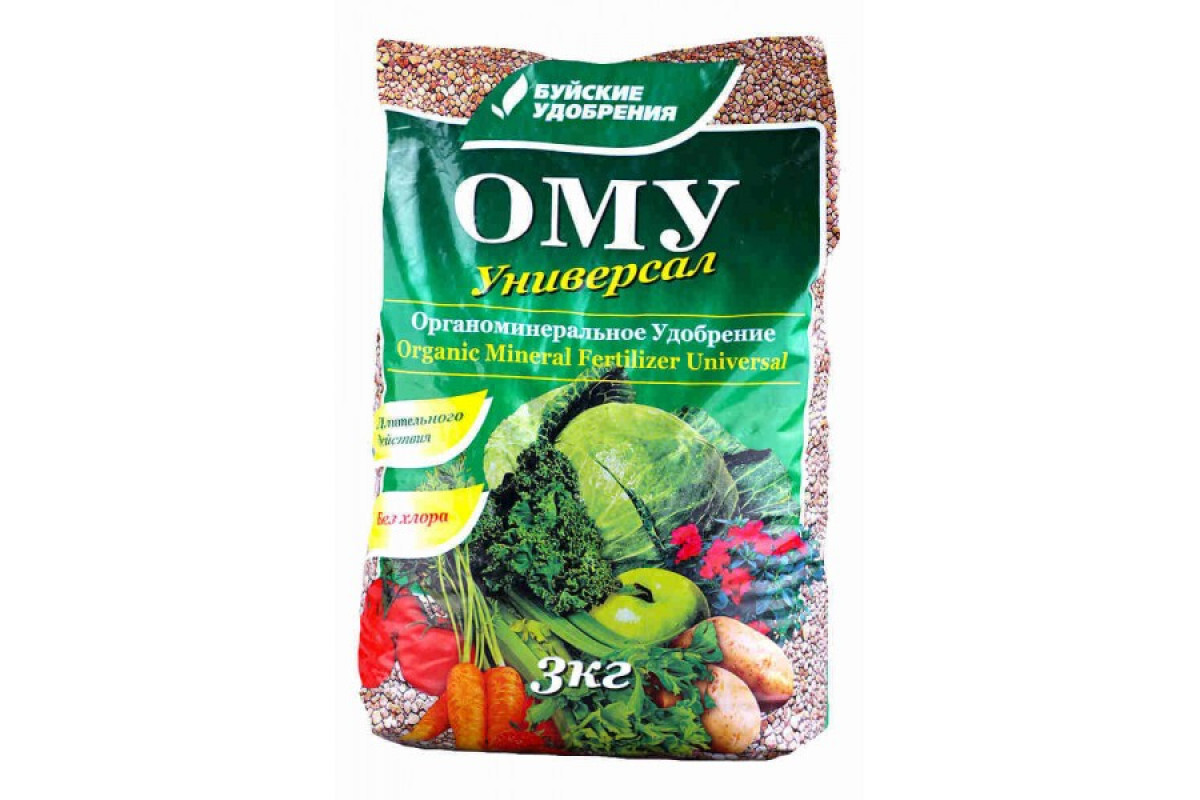 БУЙСКИЕ
УДОБРЕНИЯ
ОМУ
Универсал
Органоминеральное Удобрение
Organic Mineral Fertilizer Universal
Длительного
действия
Без хлора
3кг